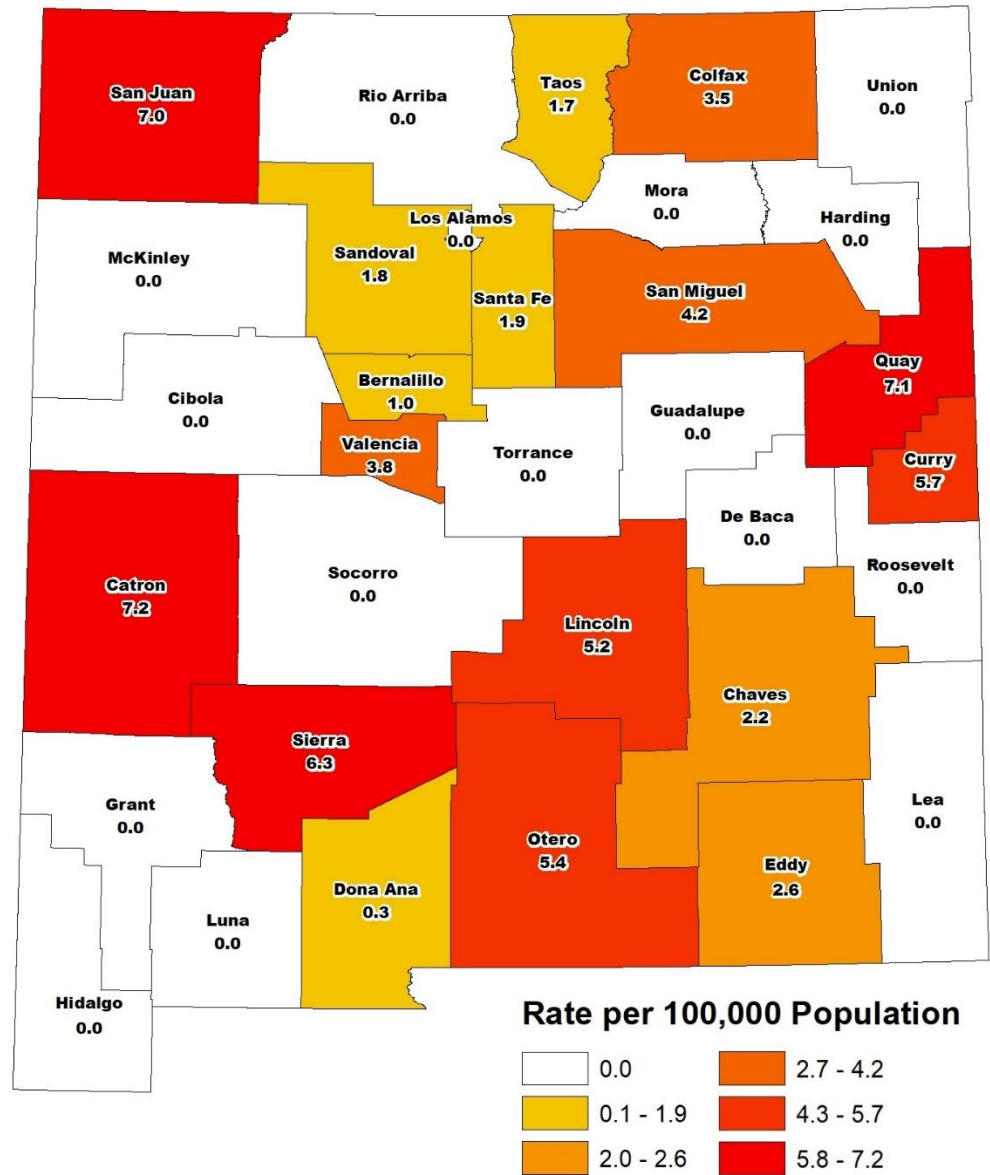 San Juan
7.0
Rio Arriba
0.0
Taos
1.7
Colfax
3.5
Union
0.0
McKinley
0.0
Sandoval
1.8
Los Alamos
0.0
Santa Fe
1.9
Mora
0.0
Harding
0.0
San Miguel
4.2
Quay
7.1
Cibola
0.0
Bernalillo
1.0
Valencia
3.8
Torrance
0.0
Guadalupe
0.0
Curry
5.7
De Baca
0.0
Roosevelt
0.0
Catron
7.2
Socorro
0.0
Lincoln
5.2
Chaves
2.2
Sierra
6.3
Grant
0.0
Otero
5.4
Lea
0.0
Eddy
2.6
Dona Ana
0.3
Luna
0.0
Hidalgo
0.0
Rate per 100,000 Population
0.0
0.1 - 1.9
2.0 - 2.6
2.7 - 4.2
4.3 - 5.7
5.8 - 7.2